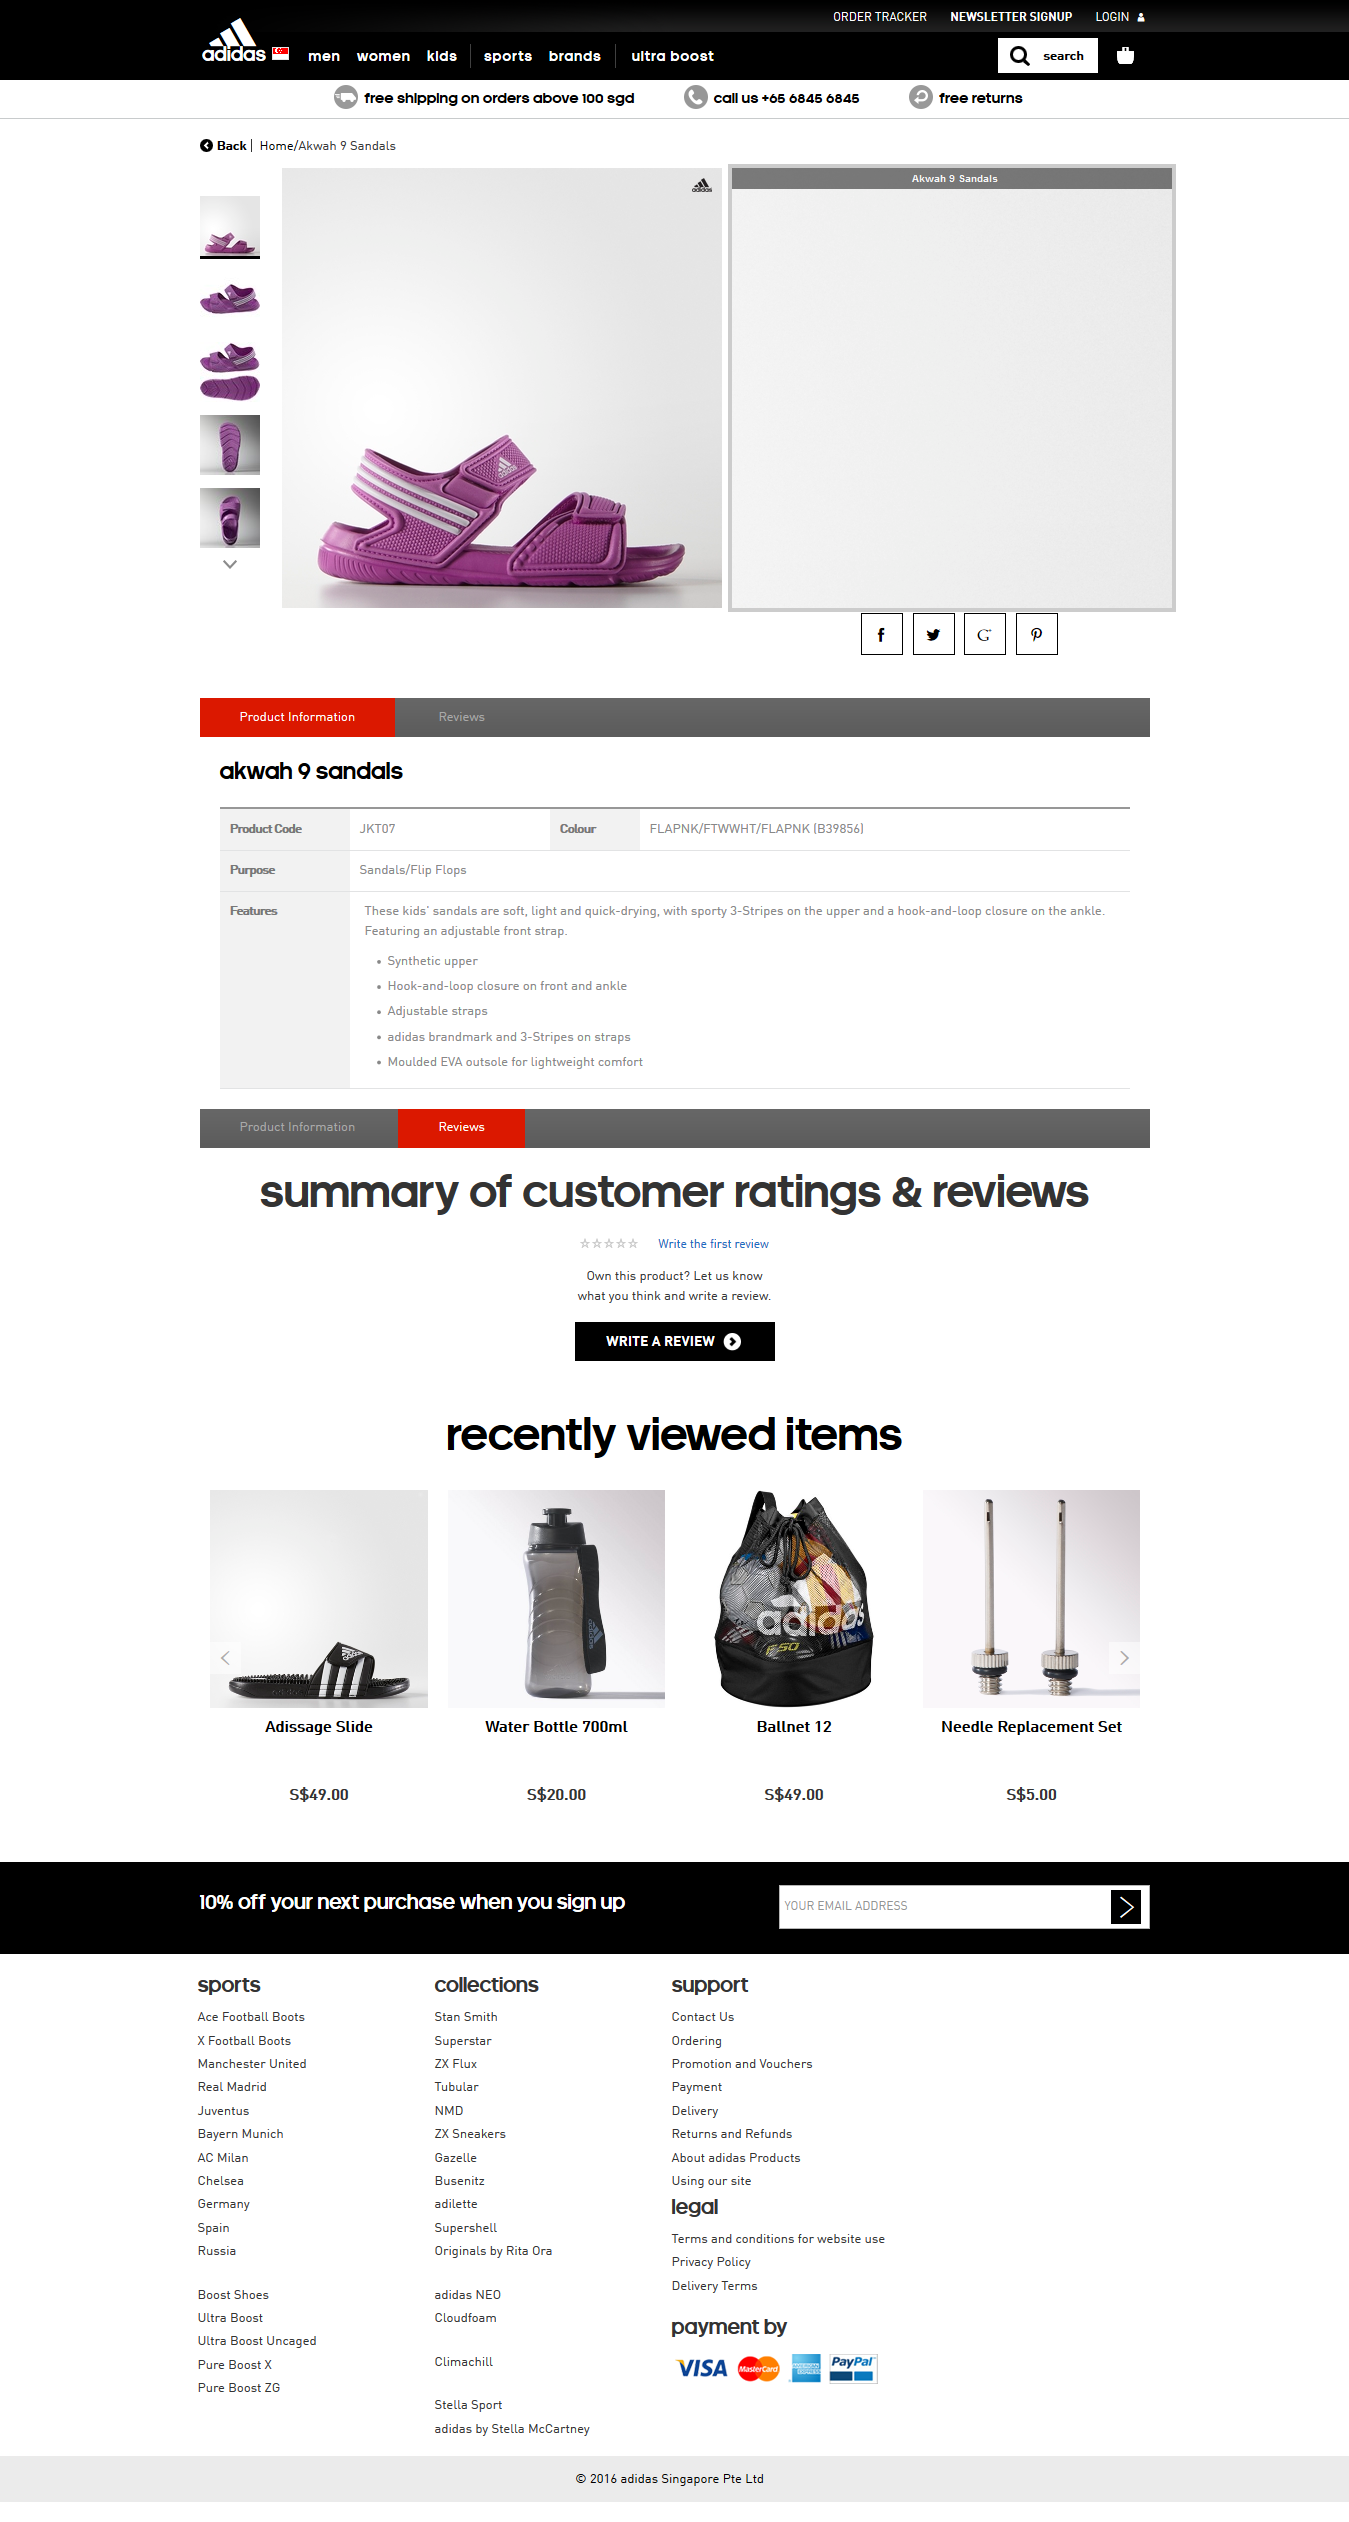 ORDER TRACKER NEWSLETTER SIGNUP LOGIN
adidas men women kids sports brands ultra boost search
free shipping on orders above 100 sgd call us +65 6845 6845 free returns
Back | Home/Akwah 9 Sandals
adidas
Akwah 9 Sandals
Product Information Reviews
akwah 9 sandals
Product Code JKT07 Colour FLAPNK/FTWWHT/FLAPNK (B39856)
Purpose Sandals/Flip Flops
Features These kids' sandals are soft, light and quick-drying, with sporty 3-Stripes on the upper and a hook-and-loop closure on the ankle.
Featuring an adjustable front strap.
• Synthetic upper
• Hook-and-loop closure on front and ankle
• Adjustable straps
• adidas brandmark and 3-Stripes on straps
• Moulded EVA outsole for lightweight comfort
Product Information Reviews
summary of customer ratings & reviews
Write the first review
Own this product? Let us know
what you think and write a review.
WRITE A REVIEW
recently viewed items
adidas
adidas
F50
Adissage Slide Water Bottle 700ml Ballnet 12 Needle Replacement Set
S$49.00 S$20.00 S$49.00 S$5.00
10% off your next purchase when you sign up YOUR EMAIL ADDRESS
sports
Ace Football Boots
X Football Boots
Manchester United
Real Madrid
Juventus
Bayern Munich
AC Milan
Chelsea
Germany
Spain
Russia
Boost Shoes
Ultra Boost
Ultra Boost Uncaged
Pure Boost X
Pure Boost ZG
collections
Stan Smith
Superstar
ZX Flux
Tubular
NMD
ZX Sneakers
Gazelle
Busenitz
adilette
Supershell
Originals by Rita Ora
adidas NEO
Cloudfoam
Climachill
Stella Sport
adidas by Stella McCartney
support
Contact Us
Ordering
Promotion and Vouchers
Payment
Delivery
Returns and Refunds
About adidas Products
Using our site
legal
Terms and conditions for website use
Privacy Policy
Delivery Terms
payment by
VISA MasterCard AMERICAN EXPRESS PayPal
© 2016 adidas Singapore Pte Ltd